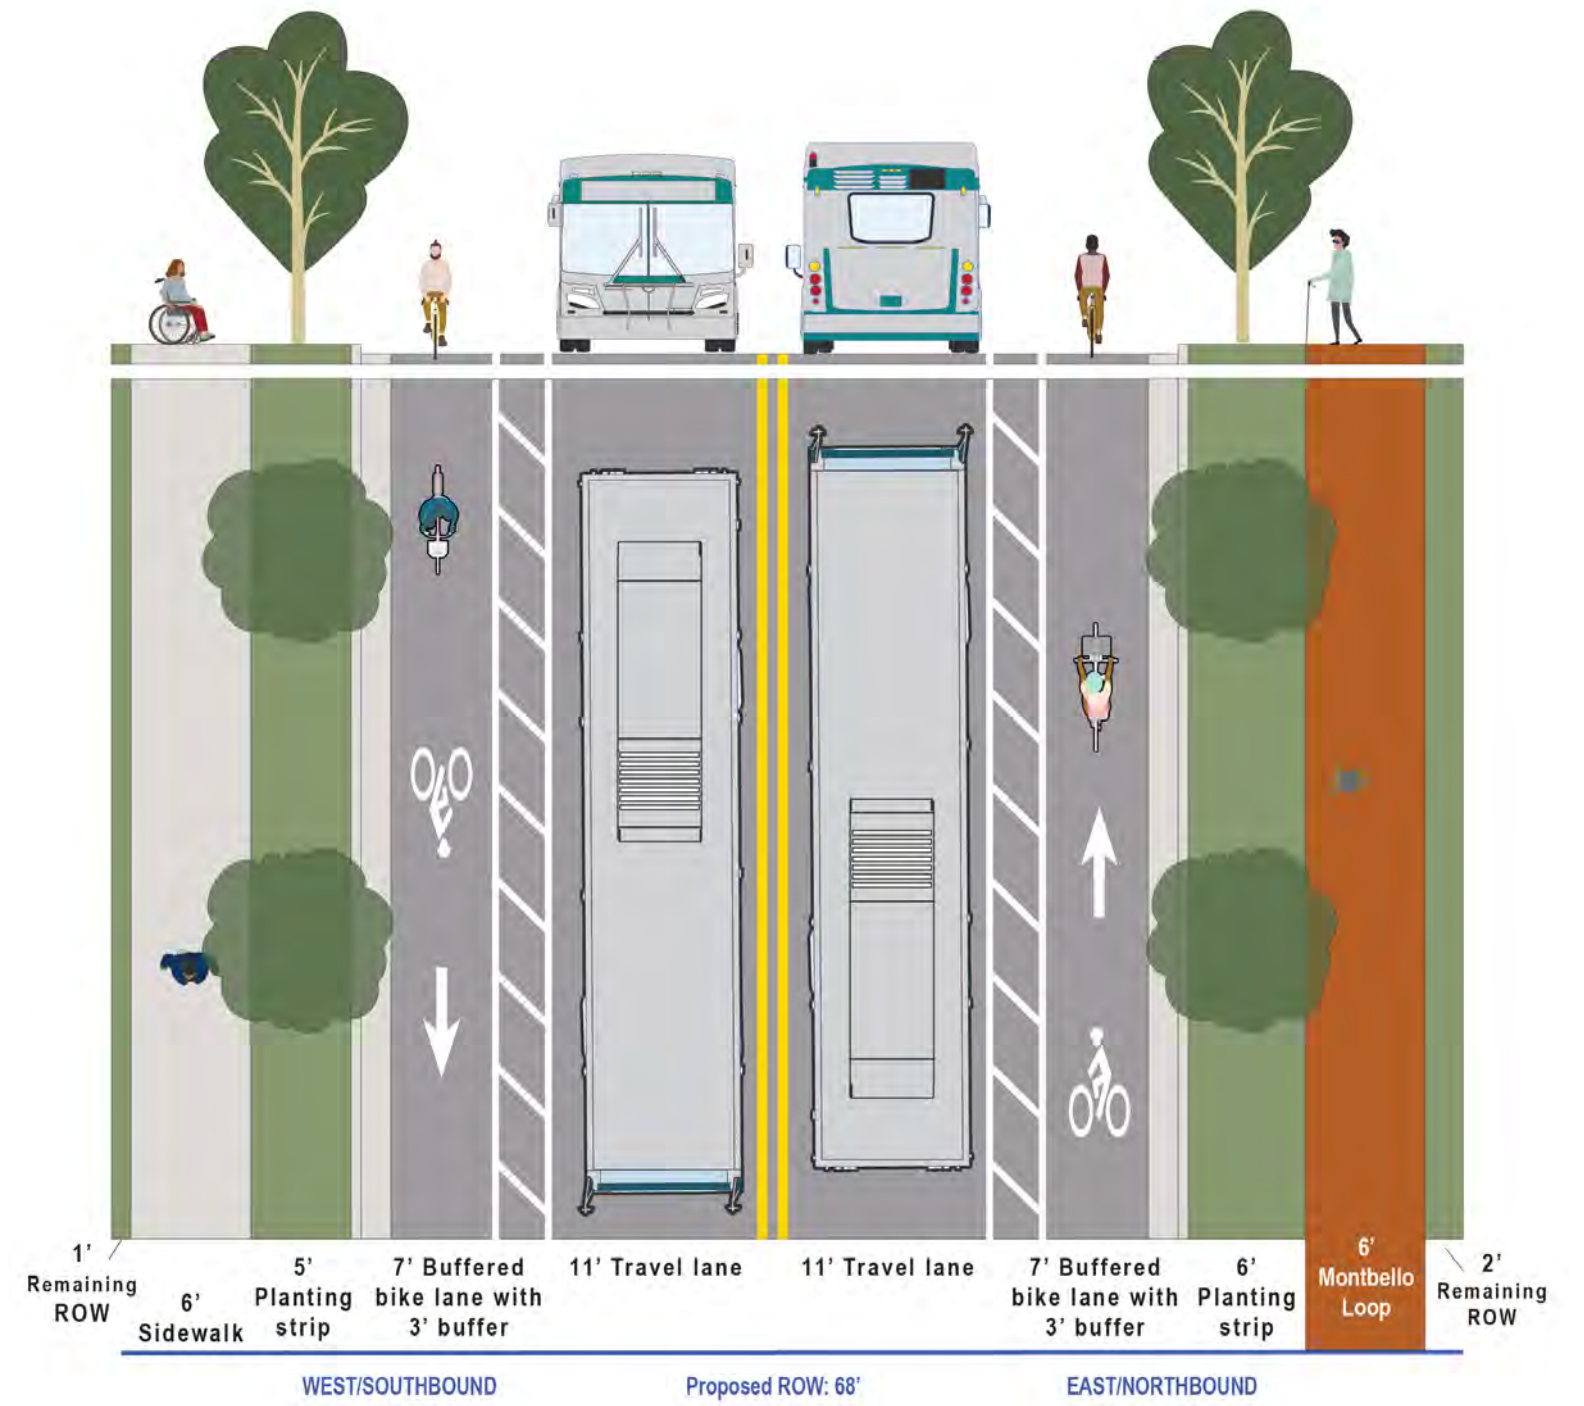 1’
Remaining
ROW
6’
Sidewalk
5’
Planting
strip
7’ Buffered
bike lane with
3’ buffer
11’ Travel lane
11’ Travel lane
7’ Buffered
bike lane with
3’ buffer
6’
Planting
strip
6’
Montbello
Loop
2’
Remaining
ROW
WEST/SOUTHBOUND
Proposed ROW: 68’
EAST/NORTHBOUND